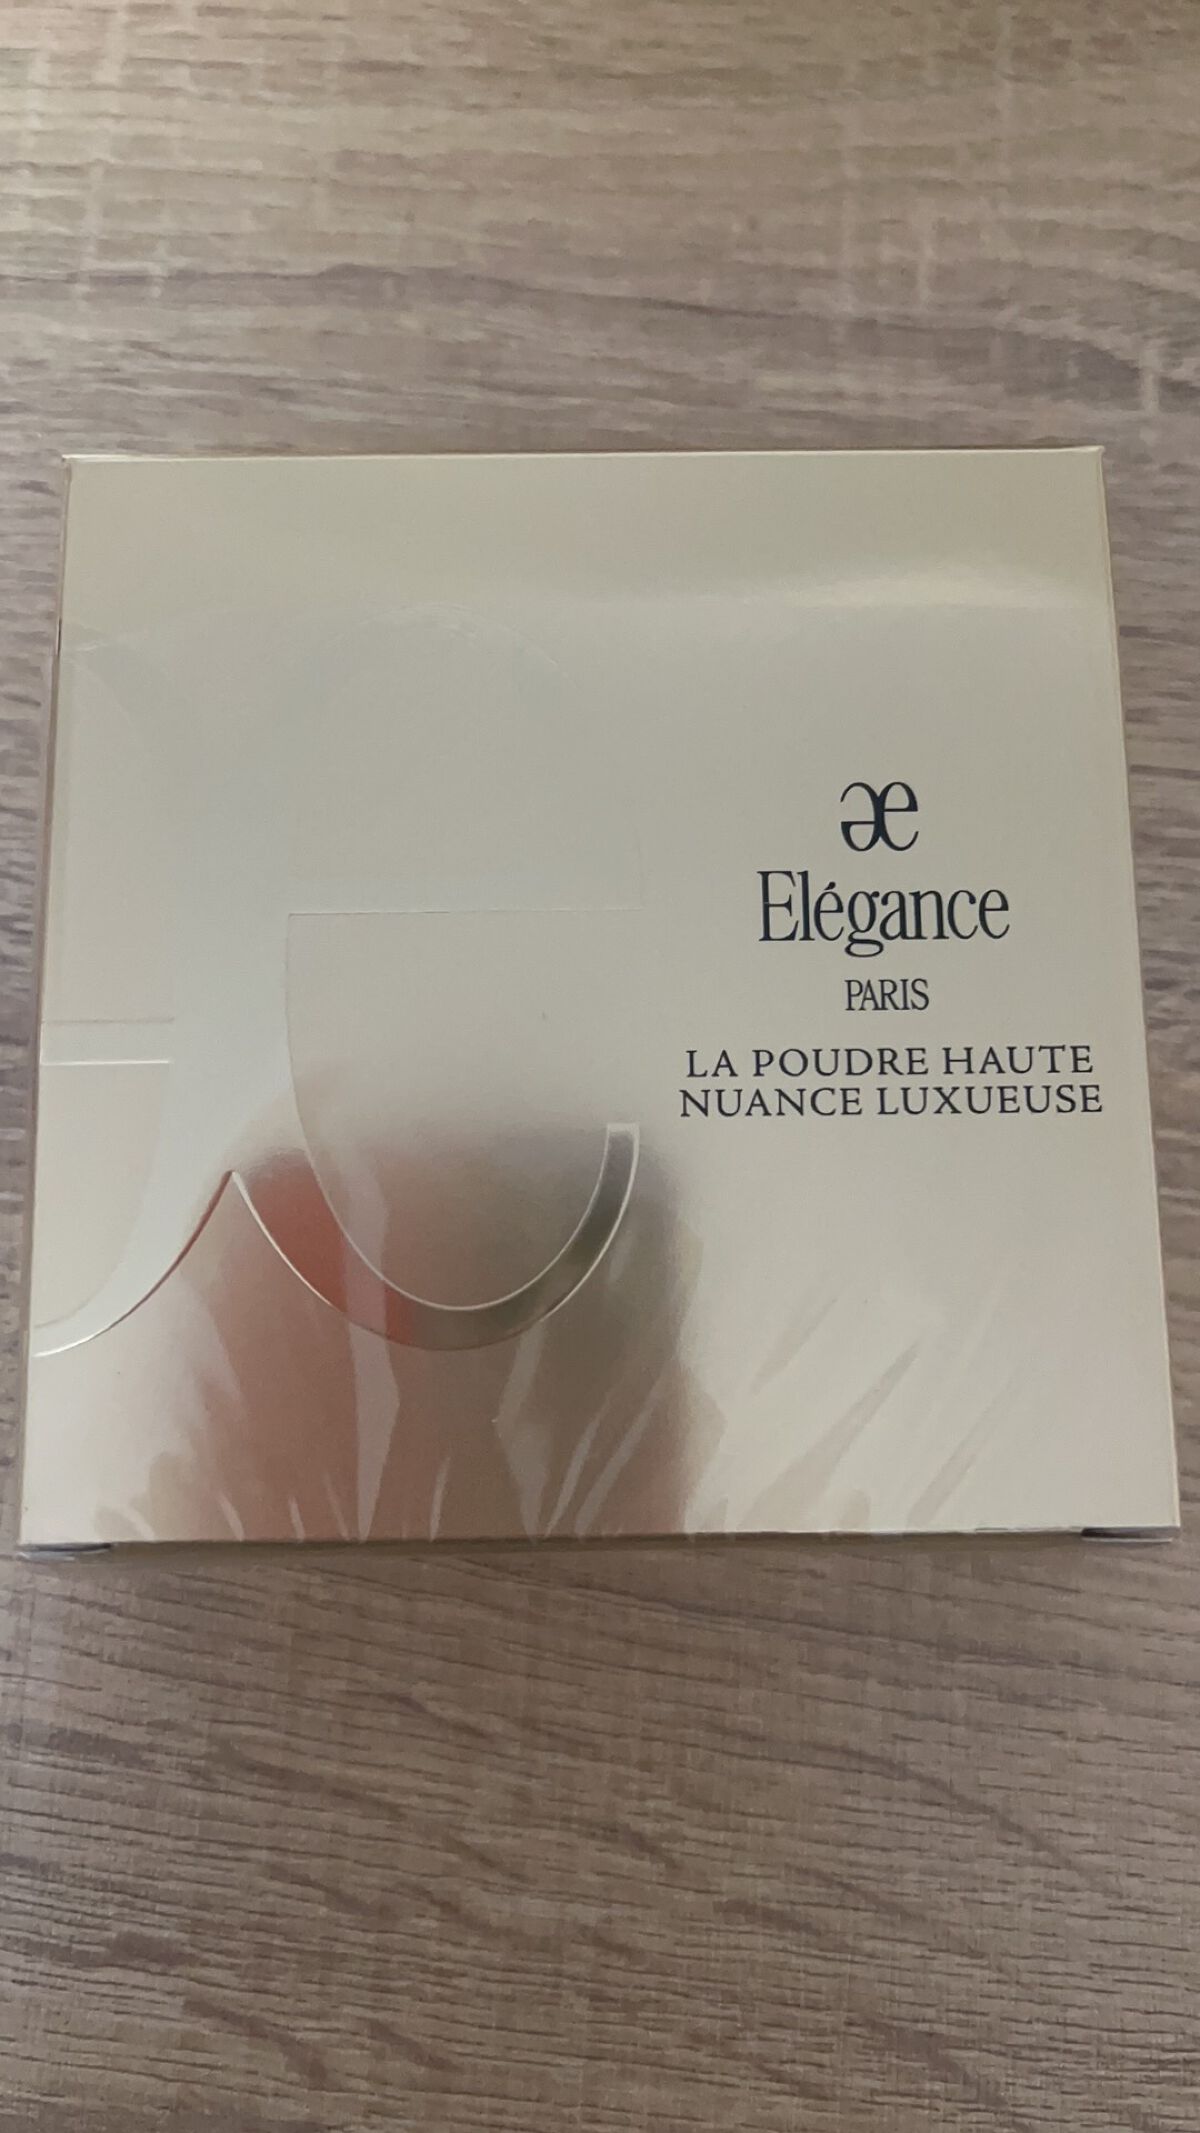 æ
Elégance
PARIS
LA POUDRE HAUTE
NUANCE LUXUEUSE